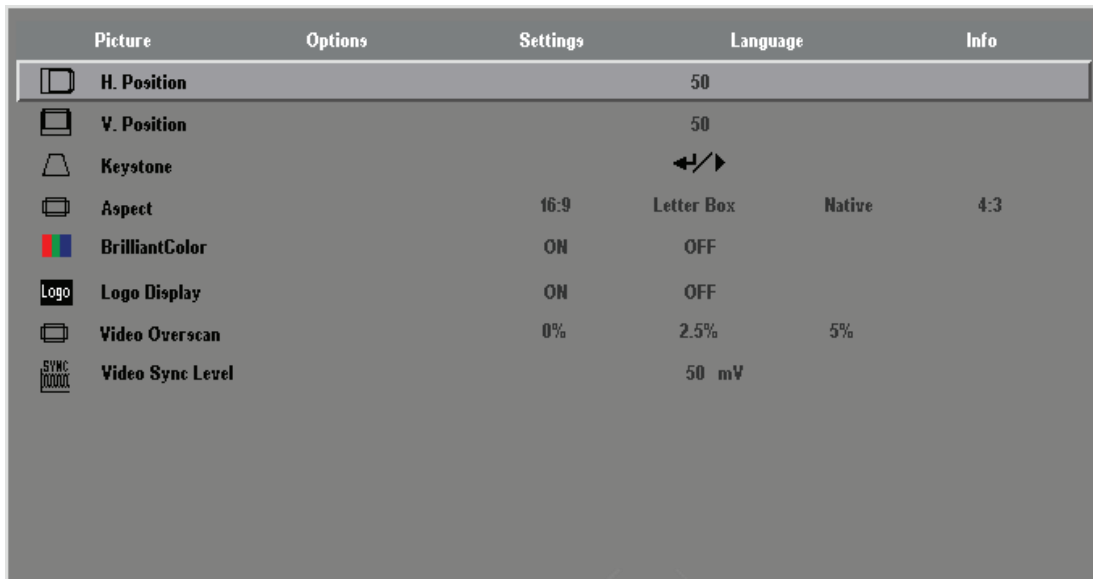 Picture Options Settings Language Info
H. Position 50
V. Position 50
Keystone
Aspect 16:9 Letter Box Native 4:3
BrilliantColor ON OFF
Logo Logo Display ON OFF
Video Overscan 0% 2.5% 5%
SYNC Video Sync Level 50 mV